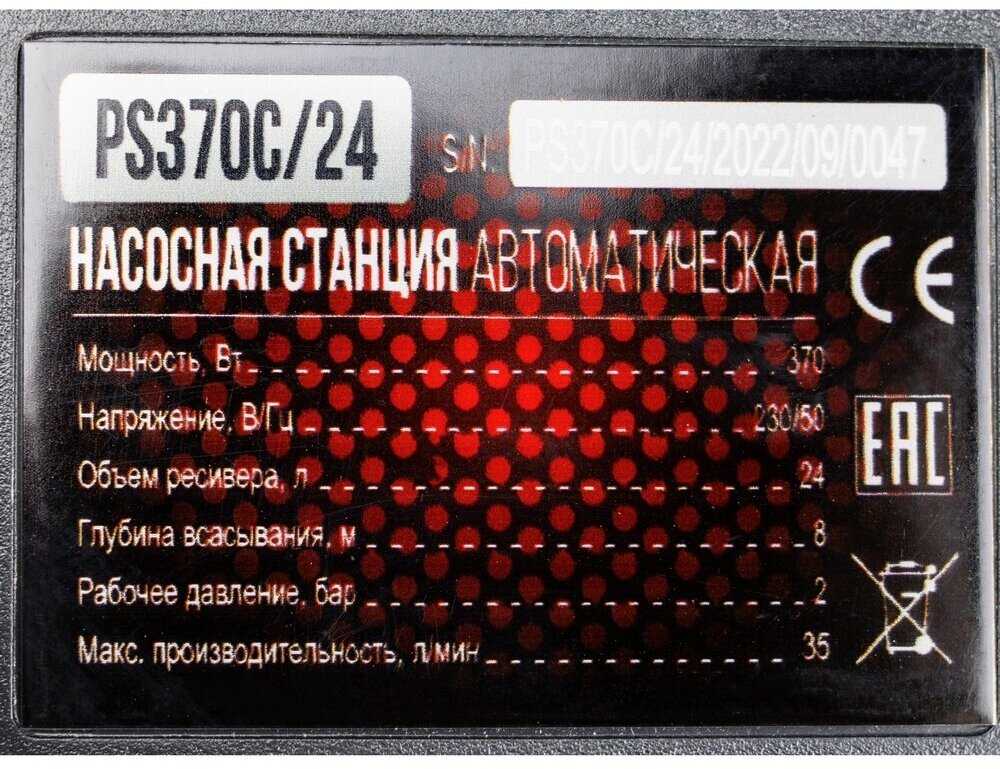 PS370C/24
S/N: PS370C/24/2022/09/0047
НАСОСНАЯ СТАНЦИЯ АВТОМАТИЧЕСКАЯ
CE
Мощность, Вт 370
Напряжение, В/Гц 230/50
EAC
Объем ресивера, л 24
Глубина всасывания, м 8
Рабочее давление, бар 2
Макс. производительность, л/мин 35